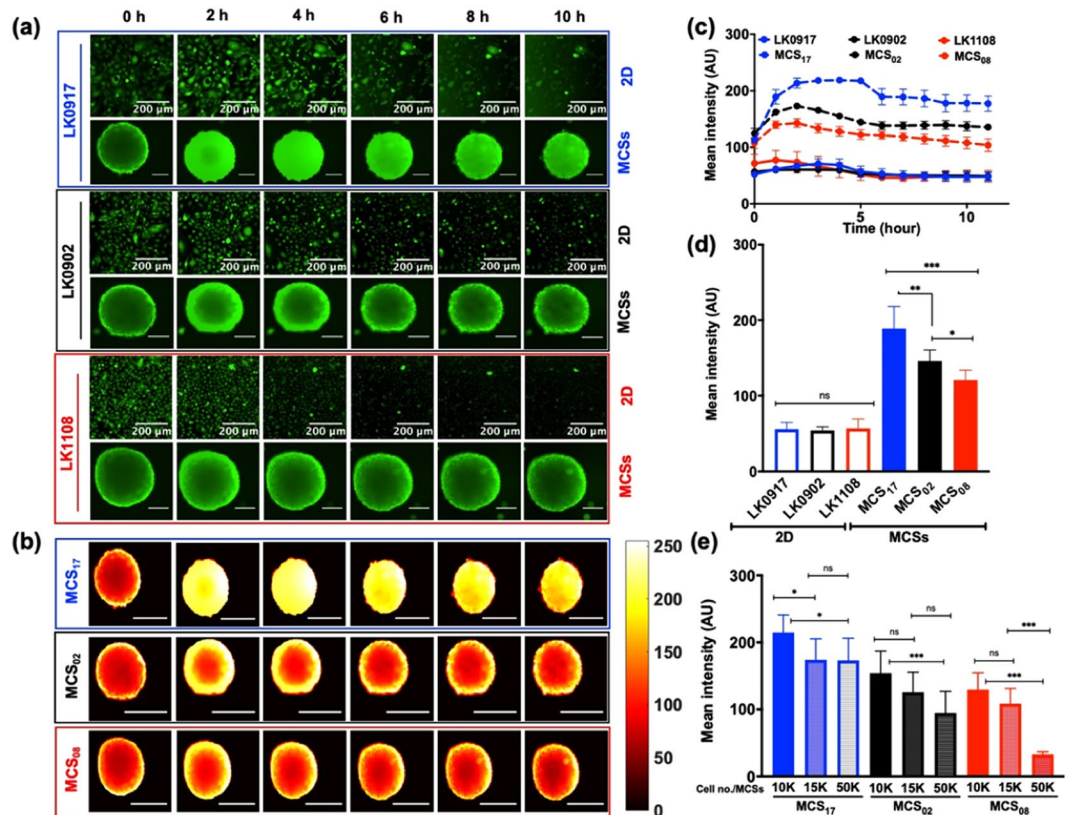 (a)
0 h 2 h 4 h 6 h 8 h 10 h
LK0917
200 μm 200 μm 200 μm 200 μm 200 μm 200 μm
2D
MCSs
LK0902
200 μm 200 μm 200 μm 200 μm 200 μm 200 μm
2D
MCSs
LK1108
200 μm 200 μm 200 μm 200 μm 200 μm 200 μm
2D
MCSs
(b)
MCS17
MCS02
MCS08
250
200
150
100
50
0
(c)
LK0917 LK0902 LK1108
MCS17 MCS02 MCS08
Mean intensity (AU)
300
200
100
0
0 5 10
Time (hour)
(d)
Mean intensity (AU)
300
200
100
0
ns
***
**
*
LK0917 LK0902 LK1108 MCS17 MCS02 MCS08
2D MCSs
(e)
Mean intensity (AU)
300
200
100
0
ns
*
*
ns
ns
***
***
ns
***
Cell no./MCSs 10K 15K 50K 10K 15K 50K 10K 15K 50K
MCS17 MCS02 MCS08